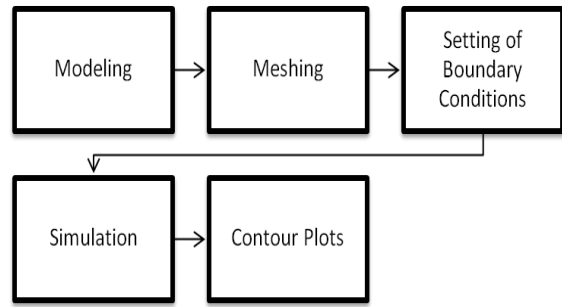 Modeling
Meshing
Setting of
Boundary
Conditions
Simulation
Contour Plots